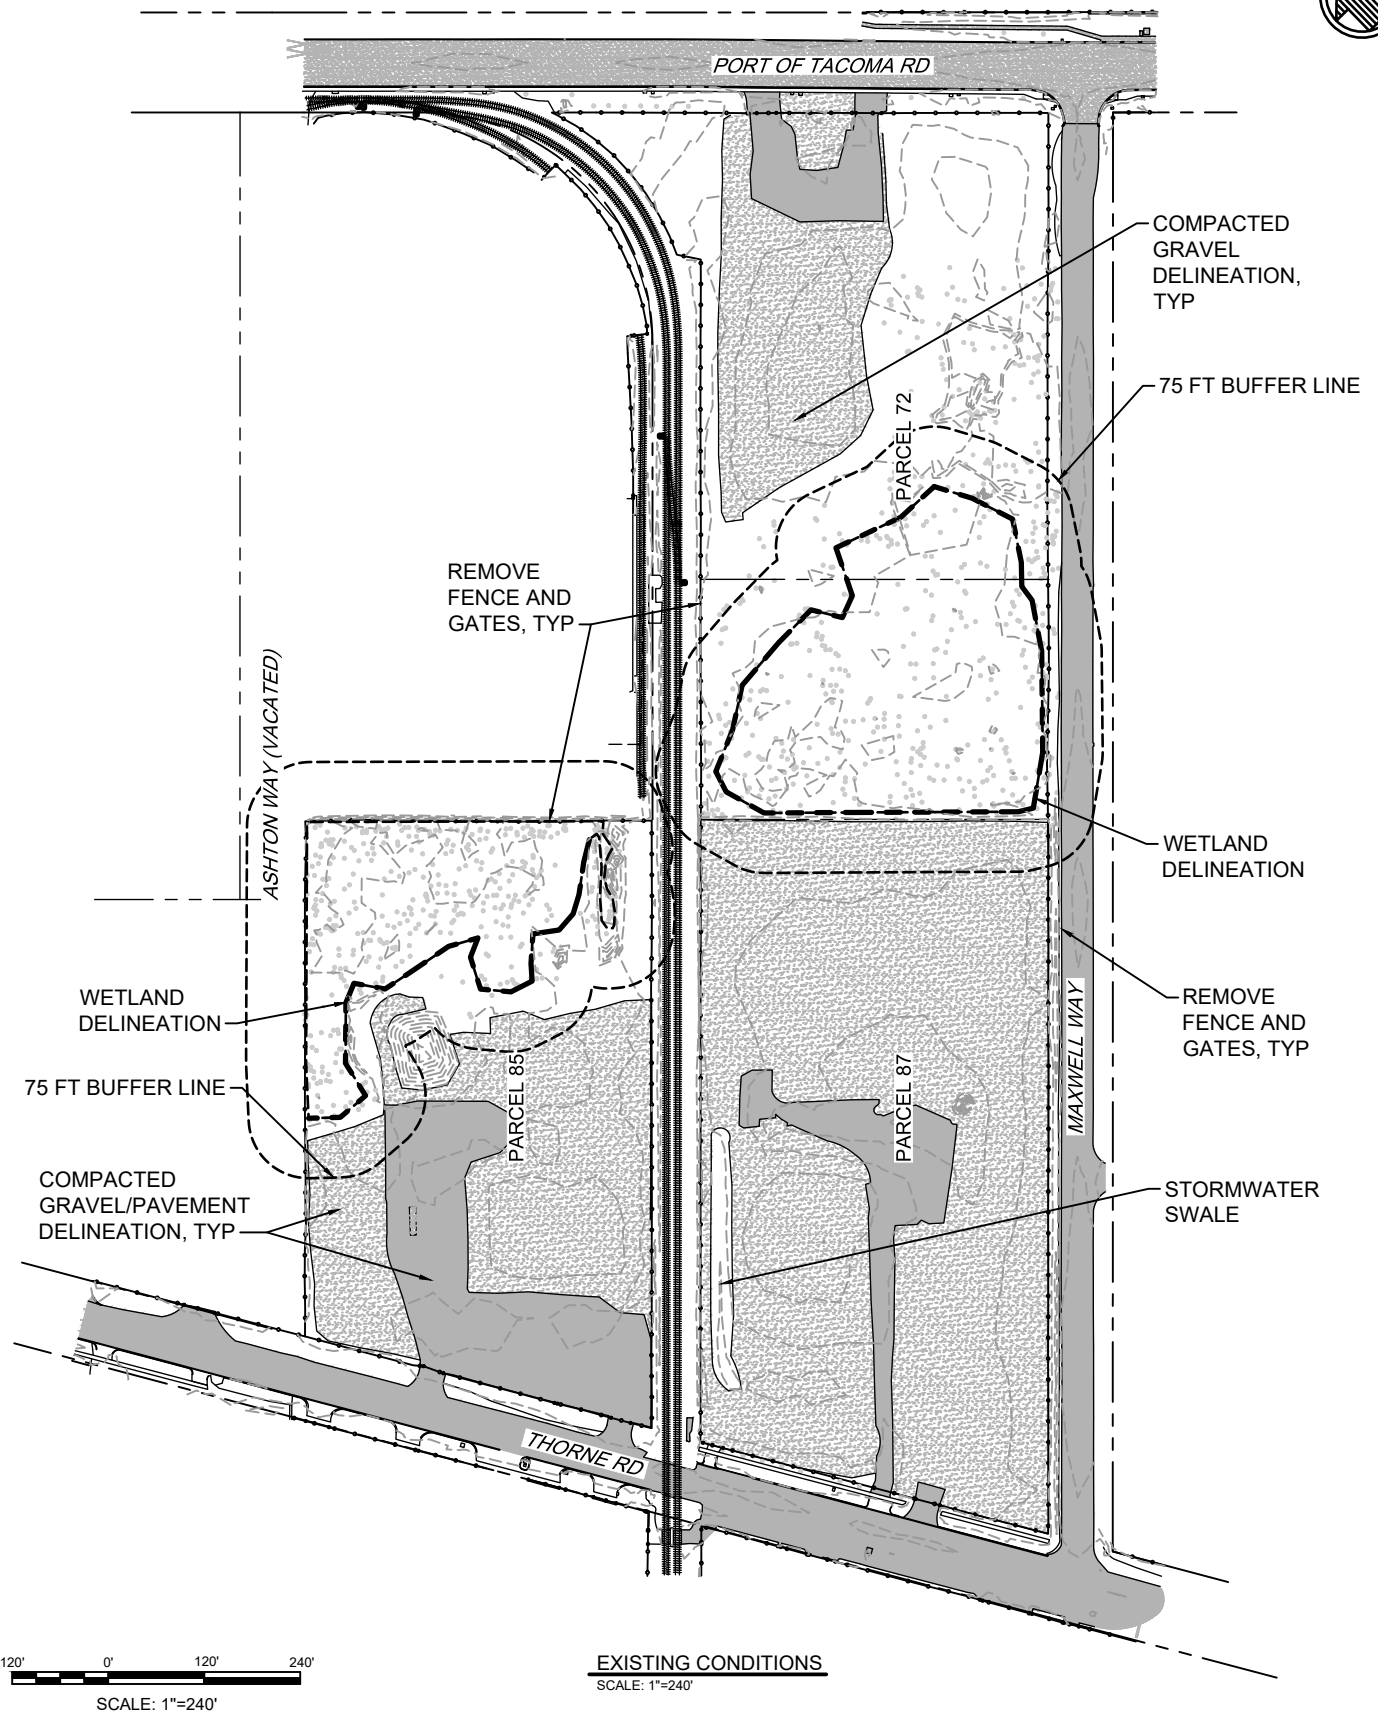 PORT OF TACOMA RD
COMPACTED
GRAVEL
DELINEATION,
TYP
75 FT BUFFER LINE
PARCEL 72
REMOVE
FENCE AND
GATES, TYP
ASHTON WAY (VACATED)
WETLAND
DELINEATION
WETLAND
DELINEATION
REMOVE
FENCE AND
GATES, TYP
MAXWELL WAY
75 FT BUFFER LINE
PARCEL 85
PARCEL 87
COMPACTED
GRAVEL/PAVEMENT
DELINEATION, TYP
STORMWATER
SWALE
THORNE RD
120' 0' 120' 240'
SCALE: 1"=240'
EXISTING CONDITIONS
SCALE: 1"=240'